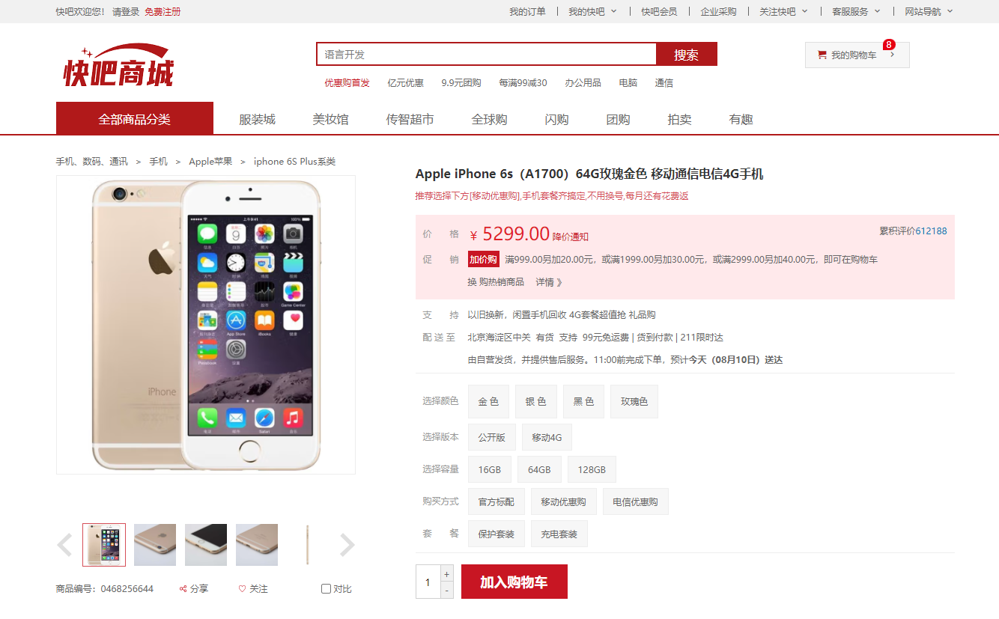 快吧欢迎您! 请登录 免费注册 我的订单 | 我的快吧 | 快吧会员 | 企业采购 | 关注快吧 | 客服服务 | 网站导航
快吧商城
语言开发 搜索 我的购物车 8
优惠购首发 亿元优惠 9.9元团购 每满99减30 办公用品 电脑 通信
全部商品分类 服装城 美妆馆 传智超市 全球购 闪购 团购 拍卖 有趣
手机、数码、通讯 > 手机 > Apple苹果 > iphone 6S Plus系类
iPhone
Game Center
App Store iBooks
Passbook 设置
Safari
Apple iPhone 6s（A1700）64G玫瑰金色 移动通信电信4G手机
推荐选择下方[移动优惠购],手机套餐齐搞定,不用换号,每月还有花费返
价 格 ¥ 5299.00 降价通知 累积评价612188
促 销 加价购 满999.00另加20.00元，或满1999.00另加30.00元，或满2999.00另加40.00元，即可在购物车
换 购热销商品 详情 》
支 持 以旧换新，闲置手机回收 4G套餐超值抢 礼品购
配 送 至 北京海淀区中关 有货 支持 99元免运费 | 货到付款 | 211限时达
由自营发货，并提供售后服务。11:00前完成下单，预计今天（08月10日）送达
选择颜色 金 色 银 色 黑 色 玫瑰色
选择版本 公开版 移动4G
选择容量 16GB 64GB 128GB
购买方式 官方标配 移动优惠购 电信优惠购
套 餐 保护套装 充电套装
1 + - 加入购物车
商品编号：0468256644 分享 关注 对比